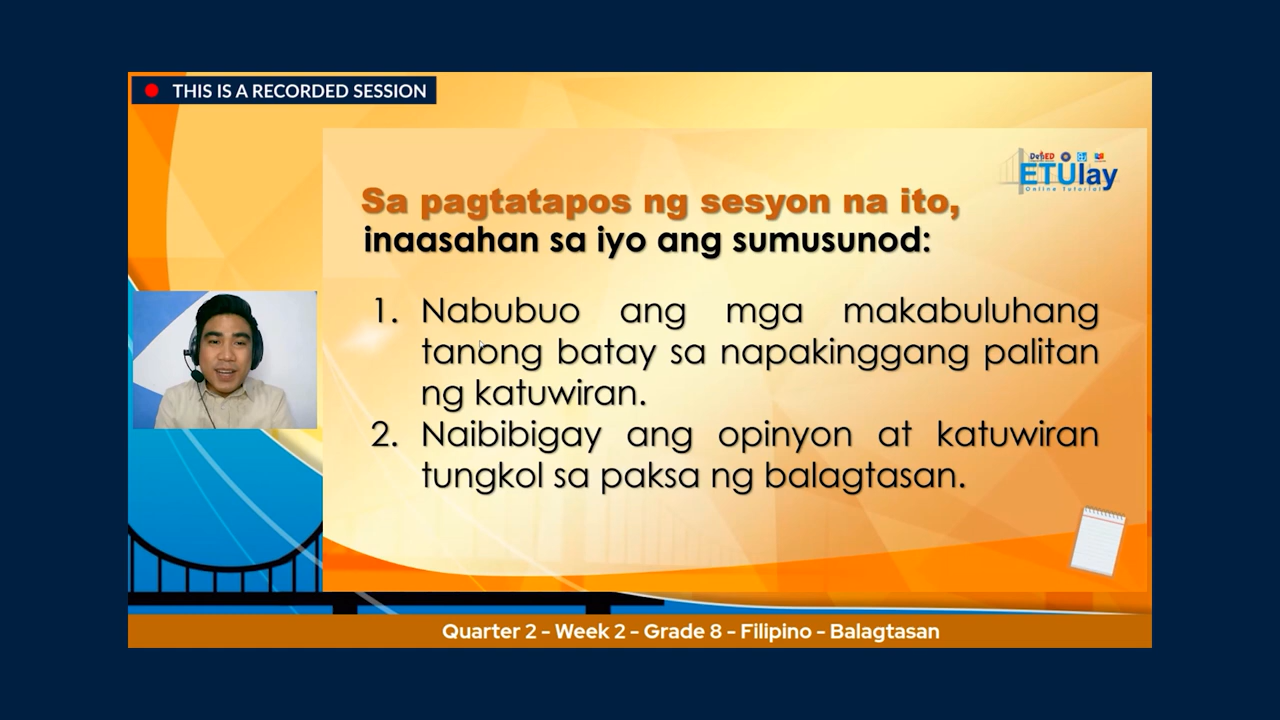 THIS IS A RECORDED SESSION
DepED
ETUlay
Online Tutorial
Sa pagtatapos ng sesyon na ito,
inaasahan sa iyo ang sumusunod:
1. Nabubuo ang mga makabuluhang
tanong batay sa napakinggang palitan
ng katuwiran.
2. Naibibigay ang opinyon at katuwiran
tungkol sa paksa ng balagtasan.
Quarter 2 - Week 2 - Grade 8 - Filipino - Balagtasan